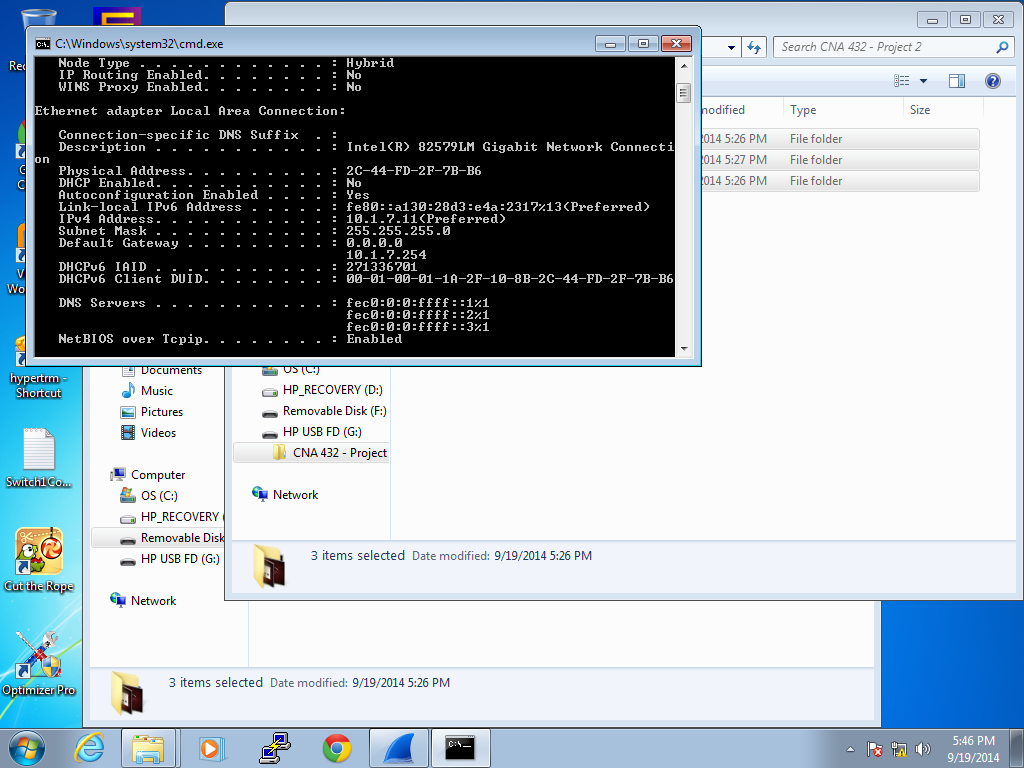 C:\Windows\system32\cmd.exe
Node Type . . . . . . . . . . . . : Hybrid
IP Routing Enabled. . . . . . . . : No
WINS Proxy Enabled. . . . . . . . : No
Ethernet adapter Local Area Connection:
Connection-specific DNS Suffix  . :
Description . . . . . . . . . . . : Intel(R) 82579LM Gigabit Network Connecti
on
Physical Address. . . . . . . . . : 2C-44-FD-2F-7B-B6
DHCP Enabled. . . . . . . . . . . : No
Autoconfiguration Enabled . . . . : Yes
Link-local IPv6 Address . . . . . : fe80::a130:28d3:e4a:2317%13(Preferred)
IPv4 Address. . . . . . . . . . . : 10.1.7.11(Preferred)
Subnet Mask . . . . . . . . . . . : 255.255.255.0
Default Gateway . . . . . . . . . : 0.0.0.0
10.1.7.254
DHCPv6 IAID . . . . . . . . . . . : 271336701
DHCPv6 Client DUID. . . . . . . . : 00-01-00-01-1A-2F-10-8B-2C-44-FD-2F-7B-B6
DNS Servers . . . . . . . . . . . : fec0:0:0:ffff::1%1
fec0:0:0:ffff::2%1
fec0:0:0:ffff::3%1
NetBIOS over Tcpip. . . . . . . . : Enabled
Search CNA 432 - Project 2
modified Type Size
2014 5:26 PM File folder
2014 5:27 PM File folder
2014 5:26 PM File folder
OS (C:)
HP_RECOVERY (D:)
Removable Disk (F:)
HP USB FD (G:)
CNA 432 - Project
Network
3 items selected Date modified: 9/19/2014 5:26 PM
Documents
Music
Pictures
Videos
Computer
OS (C:)
HP_RECOVERY (
Removable Disk
HP USB FD (G:)
Network
3 items selected Date modified: 9/19/2014 5:26 PM
hypertrm -
Shortcut
Switch1Co...
Cut the Rope
Optimizer Pro
C:\_
5:46 PM
9/19/2014